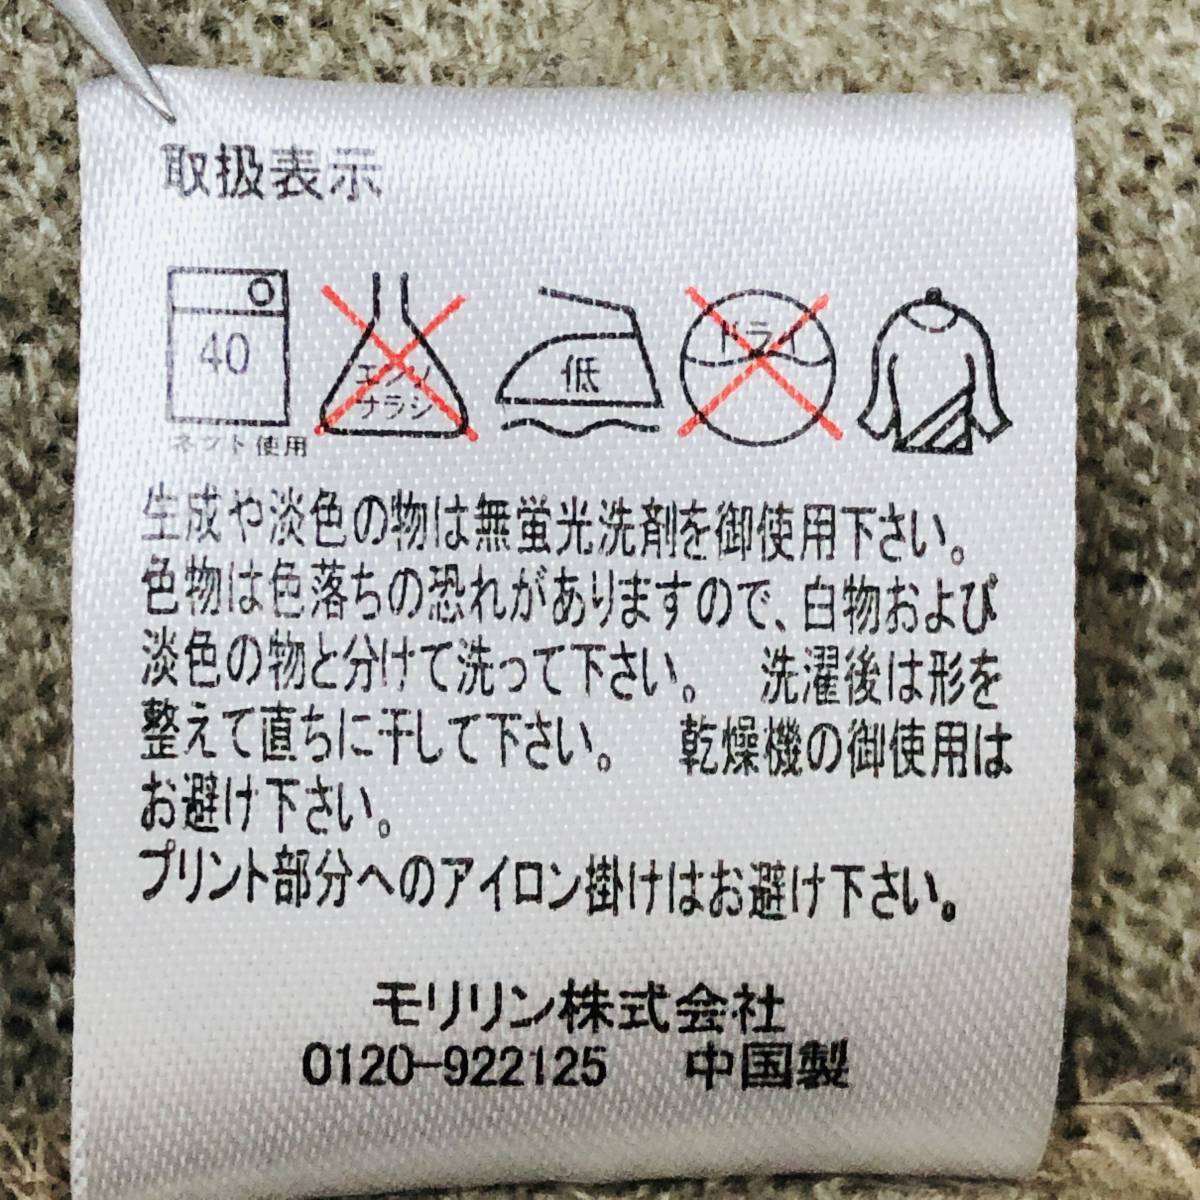 取扱表示
40
エンソ
サラシ
低
ドライ
ネット使用
生成や淡色の物は無蛍光洗剤を御使用下さい。
色物は色落ちの恐れがありますので、白物および
淡色の物と分けて洗って下さい。 洗濯後は形を
整えて直ちに干して下さい。 乾燥機の御使用は
お避け下さい。
プリント部分へのアイロン掛けはお避け下さい。
モリリン株式会社
0120-922125 中国製